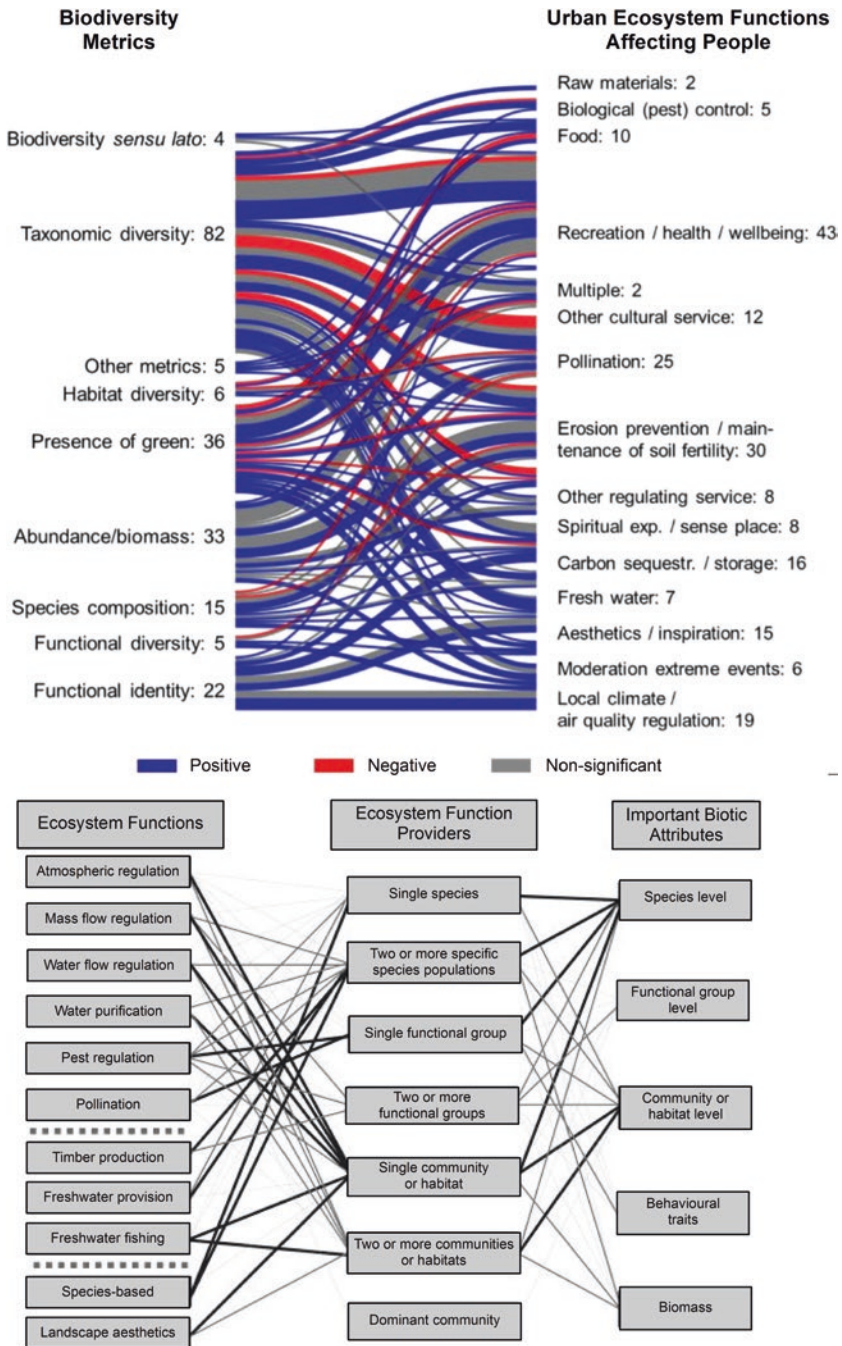 Biodiversity
Metrics
Urban Ecosystem Functions
Affecting People
Biodiversity sensu lato: 4
Taxonomic diversity: 82
Other metrics: 5
Habitat diversity: 6
Presence of green: 36
Abundance/biomass: 33
Species composition: 15
Functional diversity: 5
Functional identity: 22
Raw materials: 2
Biological (pest) control: 5
Food: 10
Recreation / health / wellbeing: 43
Multiple: 2
Other cultural service: 12
Pollination: 25
Erosion prevention / main-
tenance of soil fertility: 30
Other regulating service: 8
Spiritual exp. / sense place: 8
Carbon sequestr. / storage: 16
Fresh water: 7
Aesthetics / inspiration: 15
Moderation extreme events: 6
Local climate /
air quality regulation: 19
Positive
Negative
Non-significant
Ecosystem Functions
Atmospheric regulation
Mass flow regulation
Water flow regulation
Water purification
Pest regulation
Pollination
Timber production
Freshwater provision
Freshwater fishing
Species-based
Landscape aesthetics
Ecosystem Function
Providers
Single species
Two or more specific
species populations
Single functional group
Two or more
functional groups
Single community
or habitat
Two or more communities
or habitats
Dominant community
Important Biotic
Attributes
Species level
Functional group
level
Community or
habitat level
Behavioural
traits
Biomass